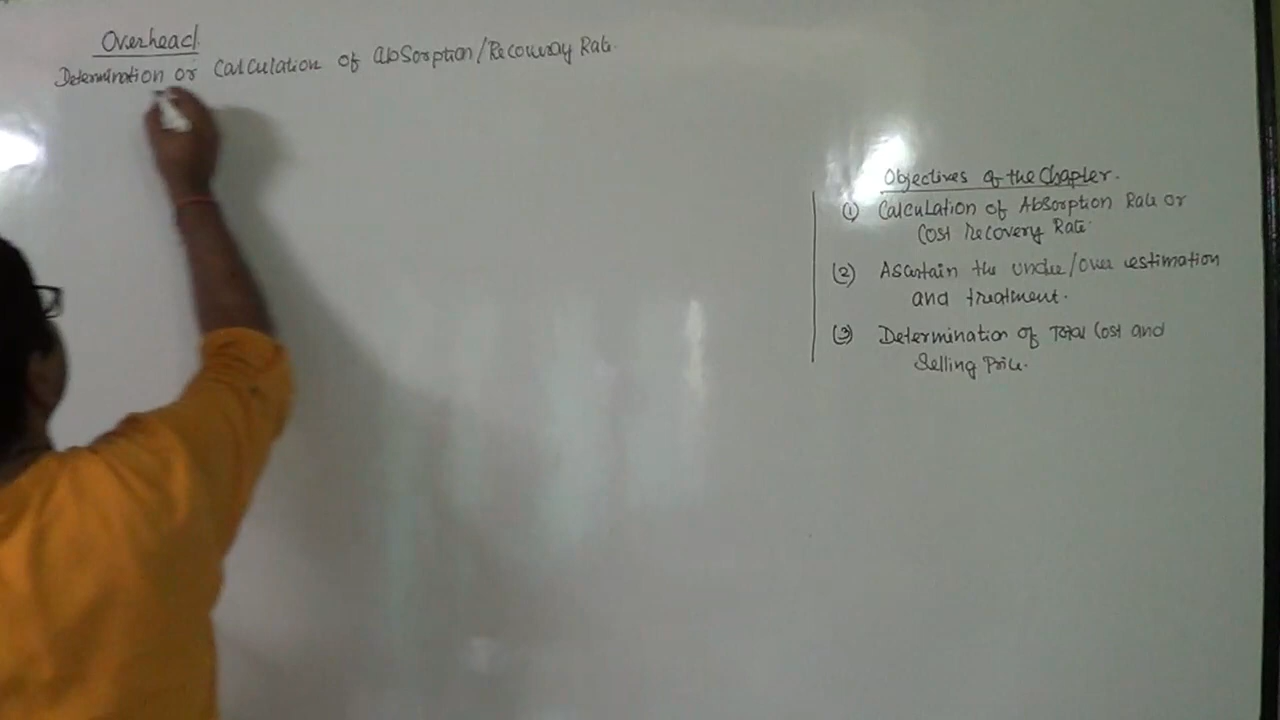 Overhead.
Determination or Calculation of Absorption/Recovery Rate.
Objectives of the Chapter.
(1) Calculation of Absorption Rate or
Cost Recovery Rate.
(2) Ascertain the under/over estimation
and treatment.
(3) Determination of Total Cost and
Selling Price.